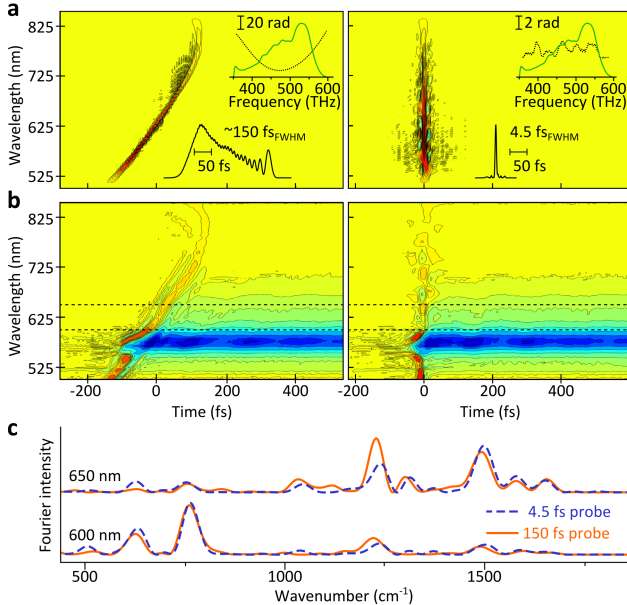 a
20 rad
2 rad
825
725
625
525
Wavelength (nm)
400 500 600
Frequency (THz)
400 500 600
Frequency (THz)
~150 fsFWHM
50 fs
4.5 fsFWHM
50 fs
b
825
725
625
525
Wavelength (nm)
-200 0 200 400
Time (fs)
-200 0 200 400
Time (fs)
c
Fourier intensity
650 nm
600 nm
4.5 fs probe
150 fs probe
500 1000 1500
Wavenumber (cm-1)